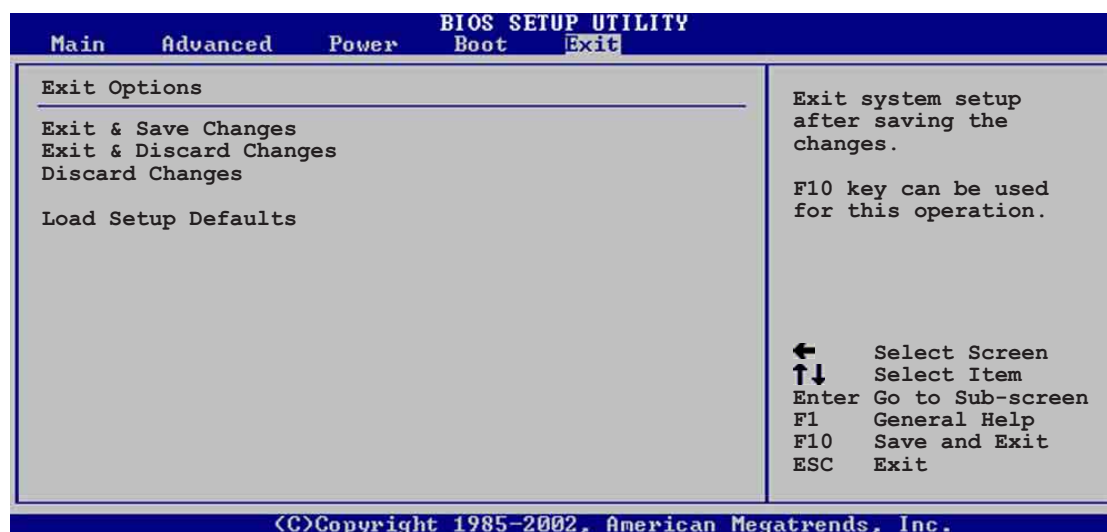 BIOS SETUP UTILITY
Main Advanced Power Boot Exit
Exit Options
Exit & Save Changes
Exit & Discard Changes
Discard Changes
Load Setup Defaults
Exit system setup
after saving the
changes.
F10 key can be used
for this operation.
← Select Screen
↑↓ Select Item
Enter Go to Sub-screen
F1 General Help
F10 Save and Exit
ESC Exit
(C)Copyright 1985-2002, American Megatrends, Inc.